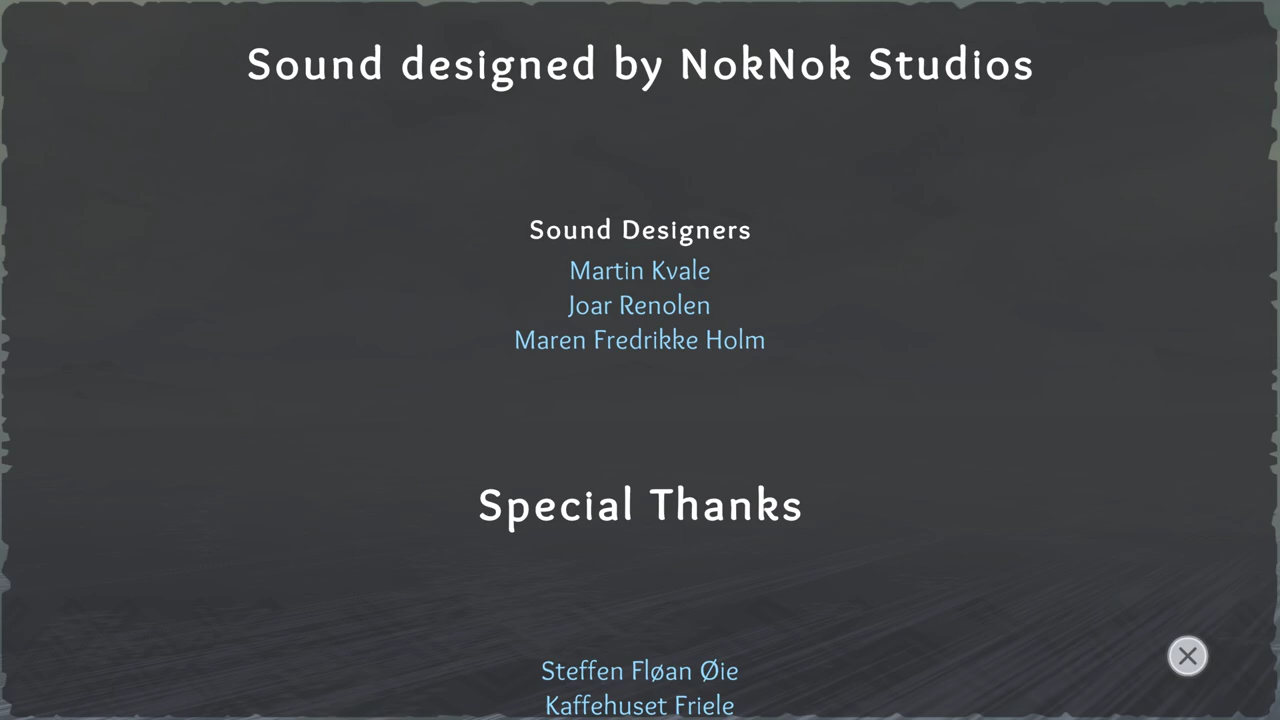 Sound designed by NokNok Studios
Sound Designers
Martin Kvale
Joar Renolen
Maren Fredrikke Holm
Special Thanks
Steffen Fløan Øie
Kaffehuset Friele